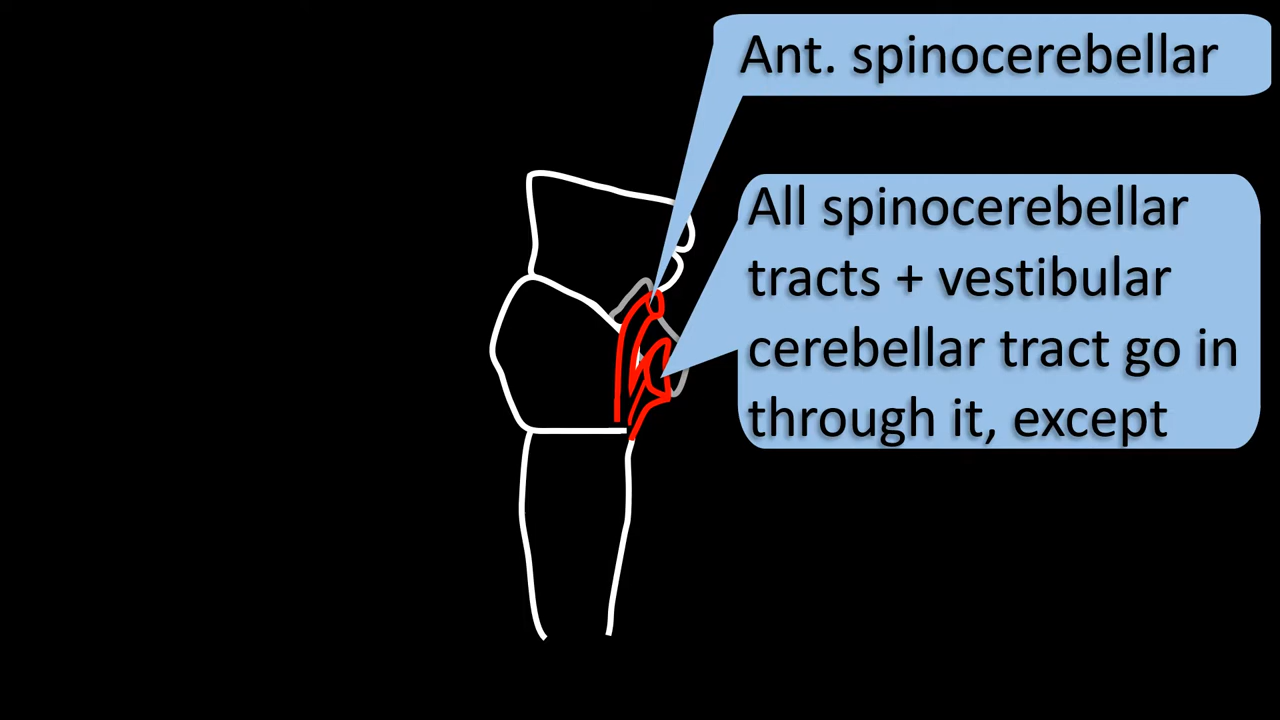 Ant. spinocerebellar
All spinocerebellar
tracts + vestibular
cerebellar tract go in
through it, except